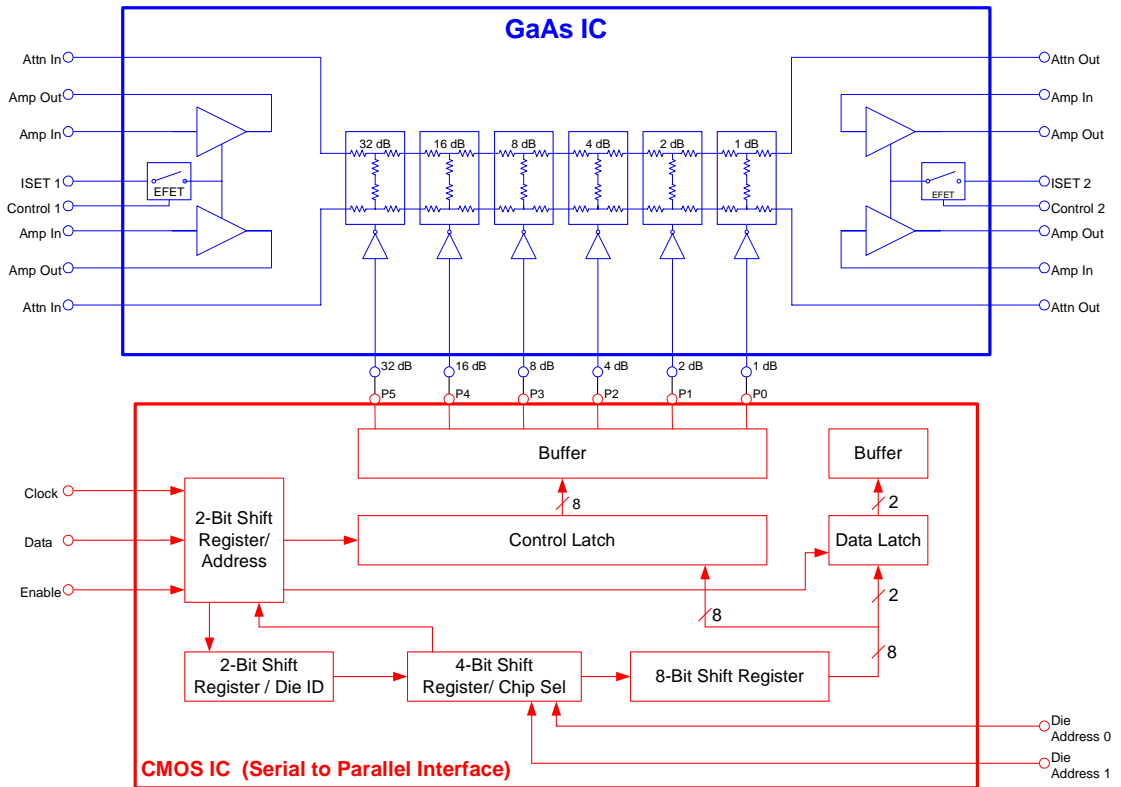 GaAs IC
Attn In
Attn Out
Amp Out
Amp In
Amp In
Amp Out
32 dB
16 dB
8 dB
4 dB
2 dB
1 dB
ISET 1
EFET
EFET
ISET 2
Control 1
Control 2
Amp In
Amp Out
Amp Out
Amp In
Attn In
Attn Out
32 dB
16 dB
8 dB
4 dB
2 dB
1 dB
P5
P4
P3
P2
P1
P0
Buffer
Buffer
Clock
8
2
2-Bit Shift
Register/
Address
Data
Control Latch
Data Latch
Enable
8
2
8
2-Bit Shift
Register / Die ID
4-Bit Shift
Register/ Chip Sel
8-Bit Shift Register
Die
Address 0
Die
Address 1
CMOS IC (Serial to Parallel Interface)